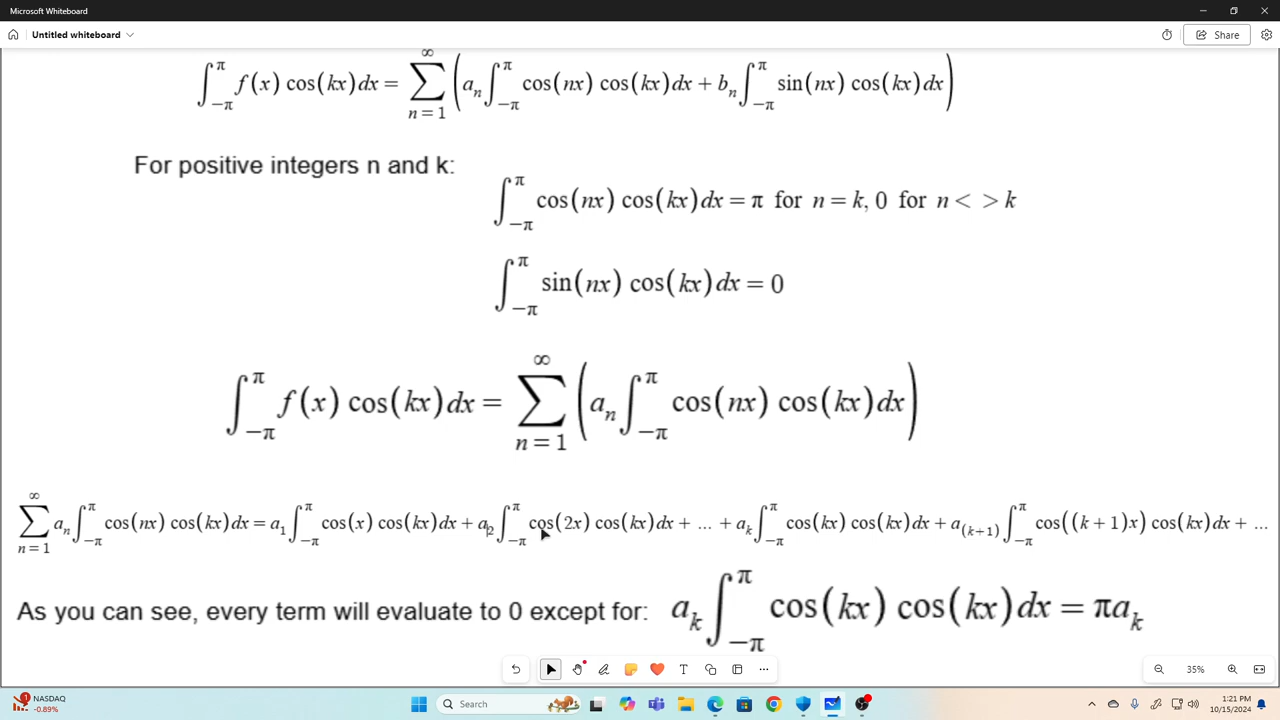 Microsoft Whiteboard
Untitled whiteboard
Share
∫_{−π}^{π} f(x) cos(kx)dx = ∑_{n=1}^{∞} (a_n ∫_{−π}^{π} cos(nx) cos(kx)dx + b_n ∫_{−π}^{π} sin(nx) cos(kx)dx)
For positive integers n and k:
∫_{−π}^{π} cos(nx) cos(kx)dx = π for n = k, 0 for n < > k
∫_{−π}^{π} sin(nx) cos(kx)dx = 0
∫_{−π}^{π} f(x) cos(kx)dx = ∑_{n=1}^{∞} (a_n ∫_{−π}^{π} cos(nx) cos(kx)dx)
∑_{n=1}^{∞} a_n ∫_{−π}^{π} cos(nx) cos(kx)dx = a_1 ∫_{−π}^{π} cos(x) cos(kx)dx + a_2 ∫_{−π}^{π} cos(2x) cos(kx)dx + ... + a_k ∫_{−π}^{π} cos(kx) cos(kx)dx + a_{(k+1)} ∫_{−π}^{π} cos((k+1)x) cos(kx)dx + ...
As you can see, every term will evaluate to 0 except for: a_k ∫_{−π}^{π} cos(kx) cos(kx)dx = πa_k
35%
1
NASDAQ
-0.89%
Search
1:21 PM
10/15/2024